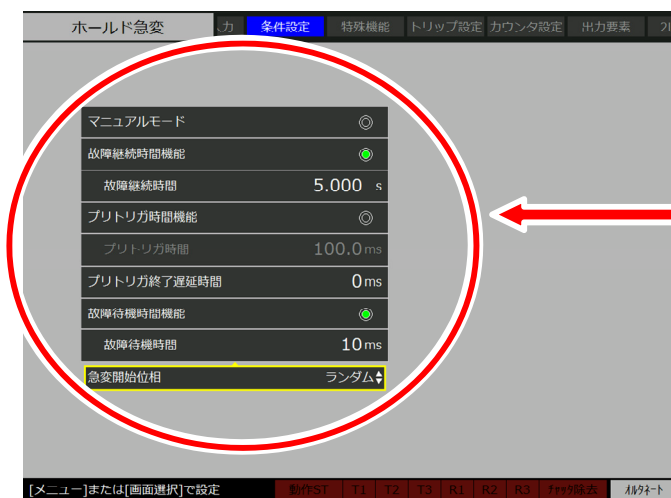 ホールド急変 力 条件設定 特殊機能 トリップ設定 カウンタ設定 出力要素
マニュアルモード
故障継続時間機能
故障継続時間 5.000 s
プリトリガ時間機能
プリトリガ時間 100.0 ms
プリトリガ終了遅延時間 0 ms
故障待機時間機能
故障待機時間 10 ms
急変開始位相 ランダム
[メニュー]または[画面選択]で設定 動作ST T1 T2 T3 R1 R2 R3 ﾁｬｯﾀ除去 ｵﾙﾀﾈｰﾄ